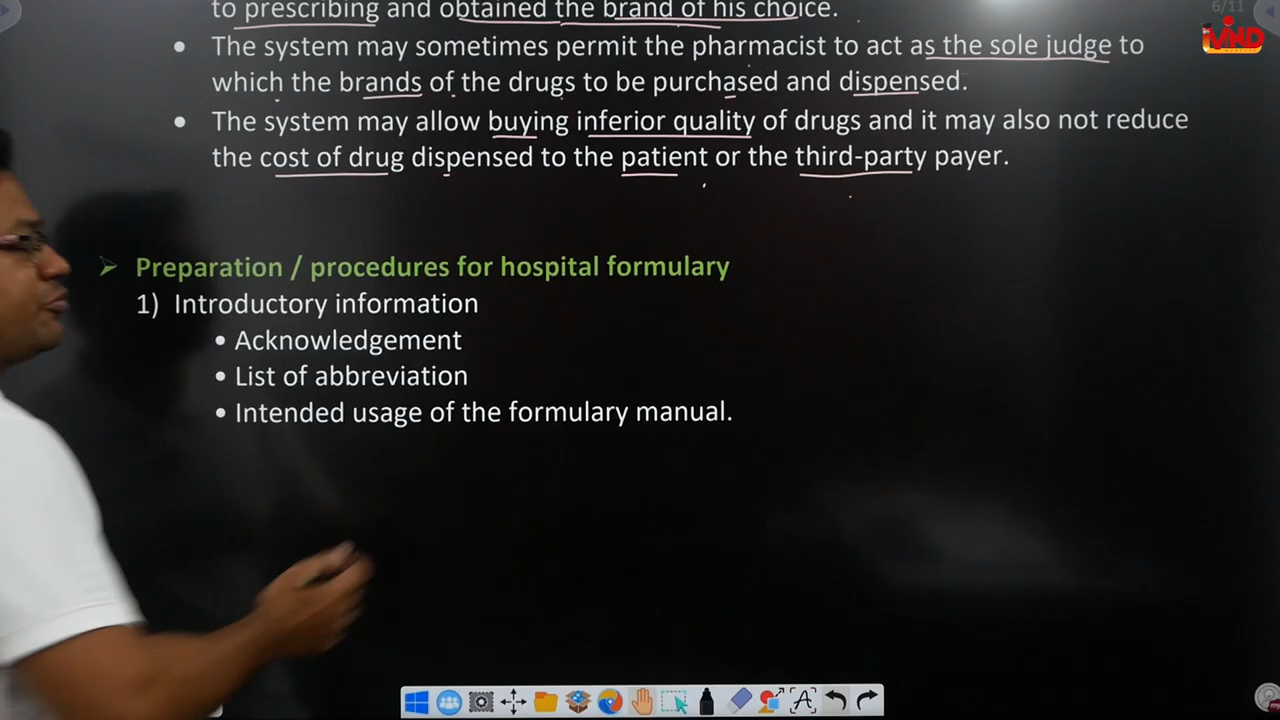 6/11
to prescribing and obtained the brand of his choice.
• The system may sometimes permit the pharmacist to act as the sole judge to
which the brands of the drugs to be purchased and dispensed.
• The system may allow buying inferior quality of drugs and it may also not reduce
the cost of drug dispensed to the patient or the third-party payer.
➢ Preparation / procedures for hospital formulary
1) Introductory information
• Acknowledgement
• List of abbreviation
• Intended usage of the formulary manual.